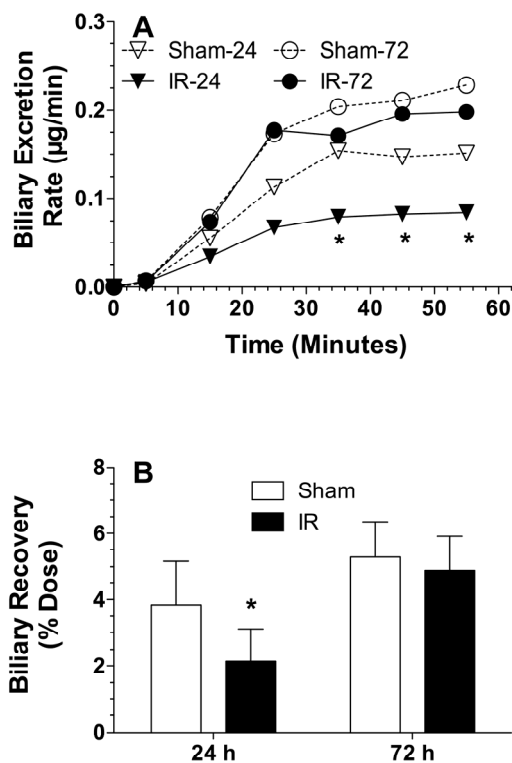 A
0.3
Sham-24 Sham-72
IR-24 IR-72
0.2
0.1
0.0
Biliary Excretion
Rate (µg/min)
* * *
0 10 20 30 40 50 60
Time (Minutes)
B
8
6
4
2
0
Sham
IR
*
Biliary Recovery
(% Dose)
24 h 72 h